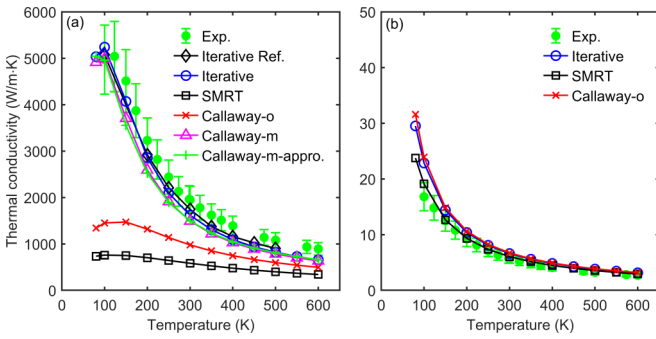 (a)
Thermal conductivity (W/m·K)
6000
5000
4000
3000
2000
1000
0
0 100 200 300 400 500 600
Temperature (K)
Exp.
Iterative Ref.
Iterative
SMRT
Callaway-o
Callaway-m
Callaway-m-appro.
(b)
50
40
30
20
10
0
0 100 200 300 400 500 600
Temperature (K)
Exp.
Iterative
SMRT
Callaway-o